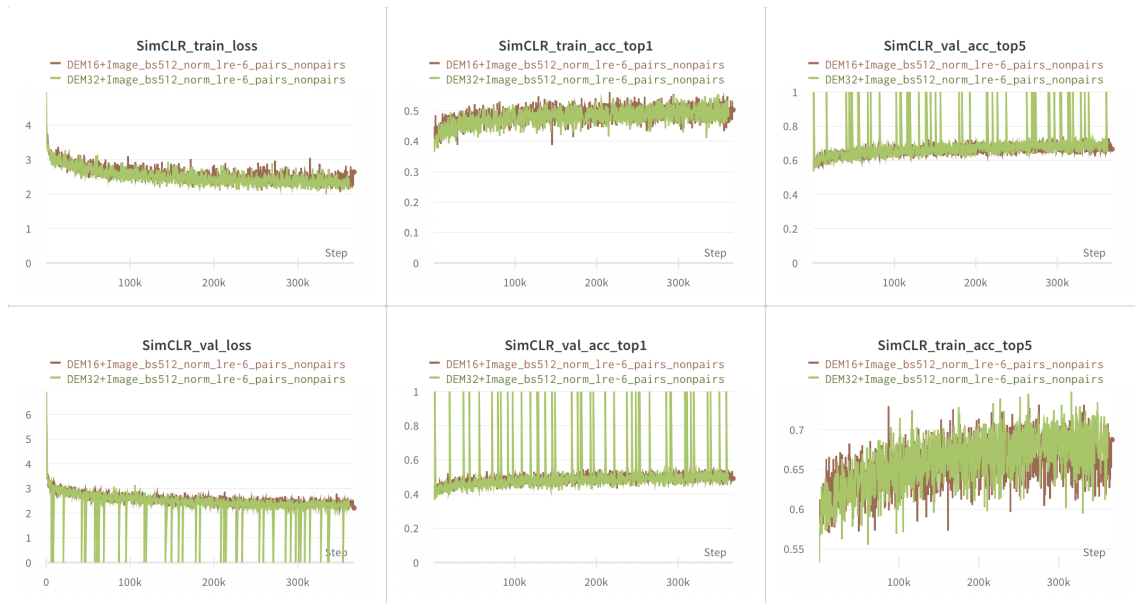 SimCLR_train_loss
DEM16+Image_bs512_norm_lre-6_pairs_nonpairs
DEM32+Image_bs512_norm_lre-6_pairs_nonpairs
4
3
2
1
0
Step
100k
200k
300k
SimCLR_train_acc_top1
DEM16+Image_bs512_norm_lre-6_pairs_nonpairs
DEM32+Image_bs512_norm_lre-6_pairs_nonpairs
0.5
0.4
0.3
0.2
0.1
0
Step
100k
200k
300k
SimCLR_val_acc_top5
DEM16+Image_bs512_norm_lre-6_pairs_nonpairs
DEM32+Image_bs512_norm_lre-6_pairs_nonpairs
1
0.8
0.6
0.4
0.2
0
Step
100k
200k
300k
SimCLR_val_loss
DEM16+Image_bs512_norm_lre-6_pairs_nonpairs
DEM32+Image_bs512_norm_lre-6_pairs_nonpairs
6
5
4
3
2
1
0
Step
0
100k
200k
300k
SimCLR_val_acc_top1
DEM16+Image_bs512_norm_lre-6_pairs_nonpairs
DEM32+Image_bs512_norm_lre-6_pairs_nonpairs
1
0.8
0.6
0.4
0.2
0
Step
100k
200k
300k
SimCLR_train_acc_top5
DEM16+Image_bs512_norm_lre-6_pairs_nonpairs
DEM32+Image_bs512_norm_lre-6_pairs_nonpairs
0.7
0.65
0.6
0.55
Step
100k
200k
300k